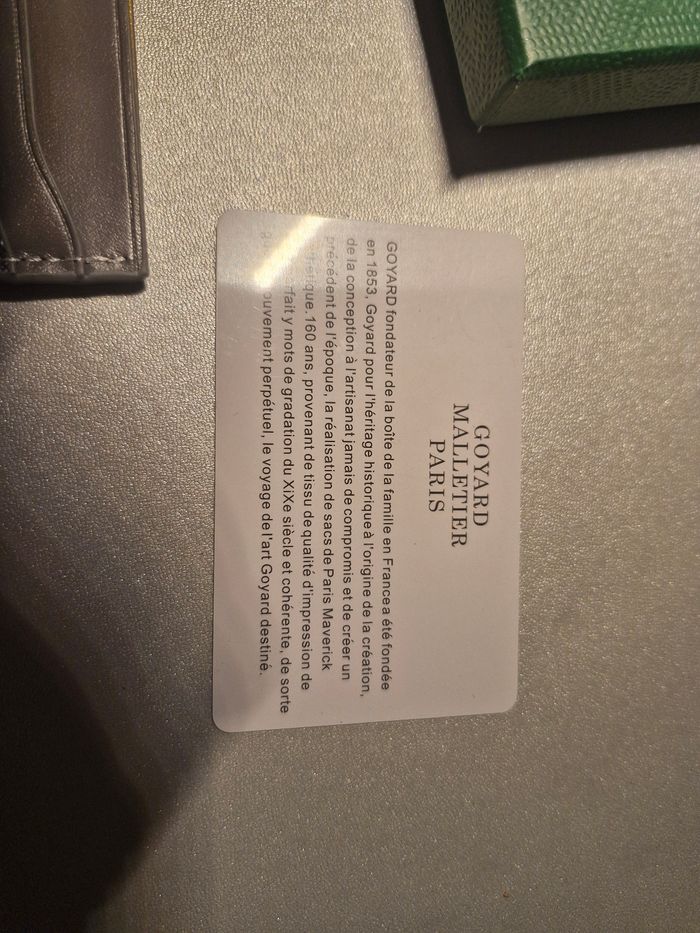 GOYARD
MALLETIER
PARIS
GOYARD fondateur de la boîte de la famille en France a été fondée
en 1853, Goyard pour l'héritage historique à l'origine de la création,
de la conception à l'artisanat jamais de compromis et de créer un
précédent de l'époque, la réalisation de sacs de Paris Maverick
160 ans, provenant de tissu de qualité d'impression de
y mots de gradation du XiXe siècle et cohérente, de sorte
perpétuel, le voyage de l'art Goyard destiné.